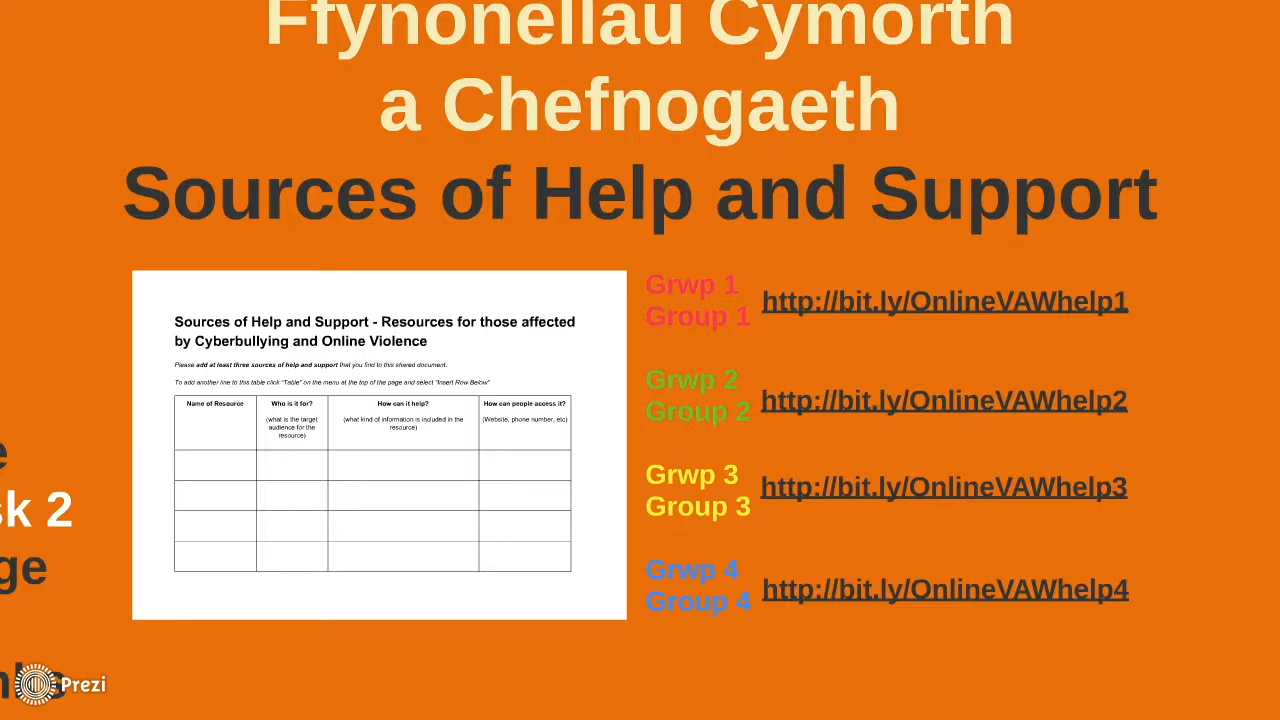 Ffynonellau Cymorth
a Chefnogaeth
Sources of Help and Support
Sources of Help and Support - Resources for those affected
by Cyberbullying and Online Violence
Please add at least three sources of help and support that you find to this shared document.
To add another line to this table click "Table" on the menu at the top of the page and select "Insert Row Below"
Name of Resource
Who is it for?
(what is the target
audience for the
resource)
How can it help?
(what kind of information is included in the
resource)
How can people access it?
(Website, phone number, etc)
Grwp 1
Group 1
http://bit.ly/OnlineVAWhelp1
Grwp 2
Group 2
http://bit.ly/OnlineVAWhelp2
Grwp 3
Group 3
http://bit.ly/OnlineVAWhelp3
Grwp 4
Group 4
http://bit.ly/OnlineVAWhelp4
e
sk 2
ge
Prezi